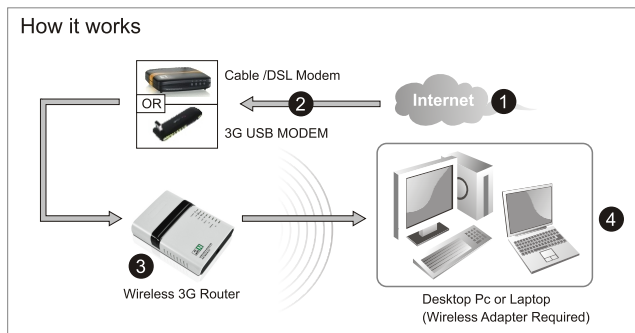 How it works
Cable /DSL Modem
OR
3G USB MODEM
2
Internet
1
3
Wireless 3G Router
4
Desktop Pc or Laptop
(Wireless Adapter Required)